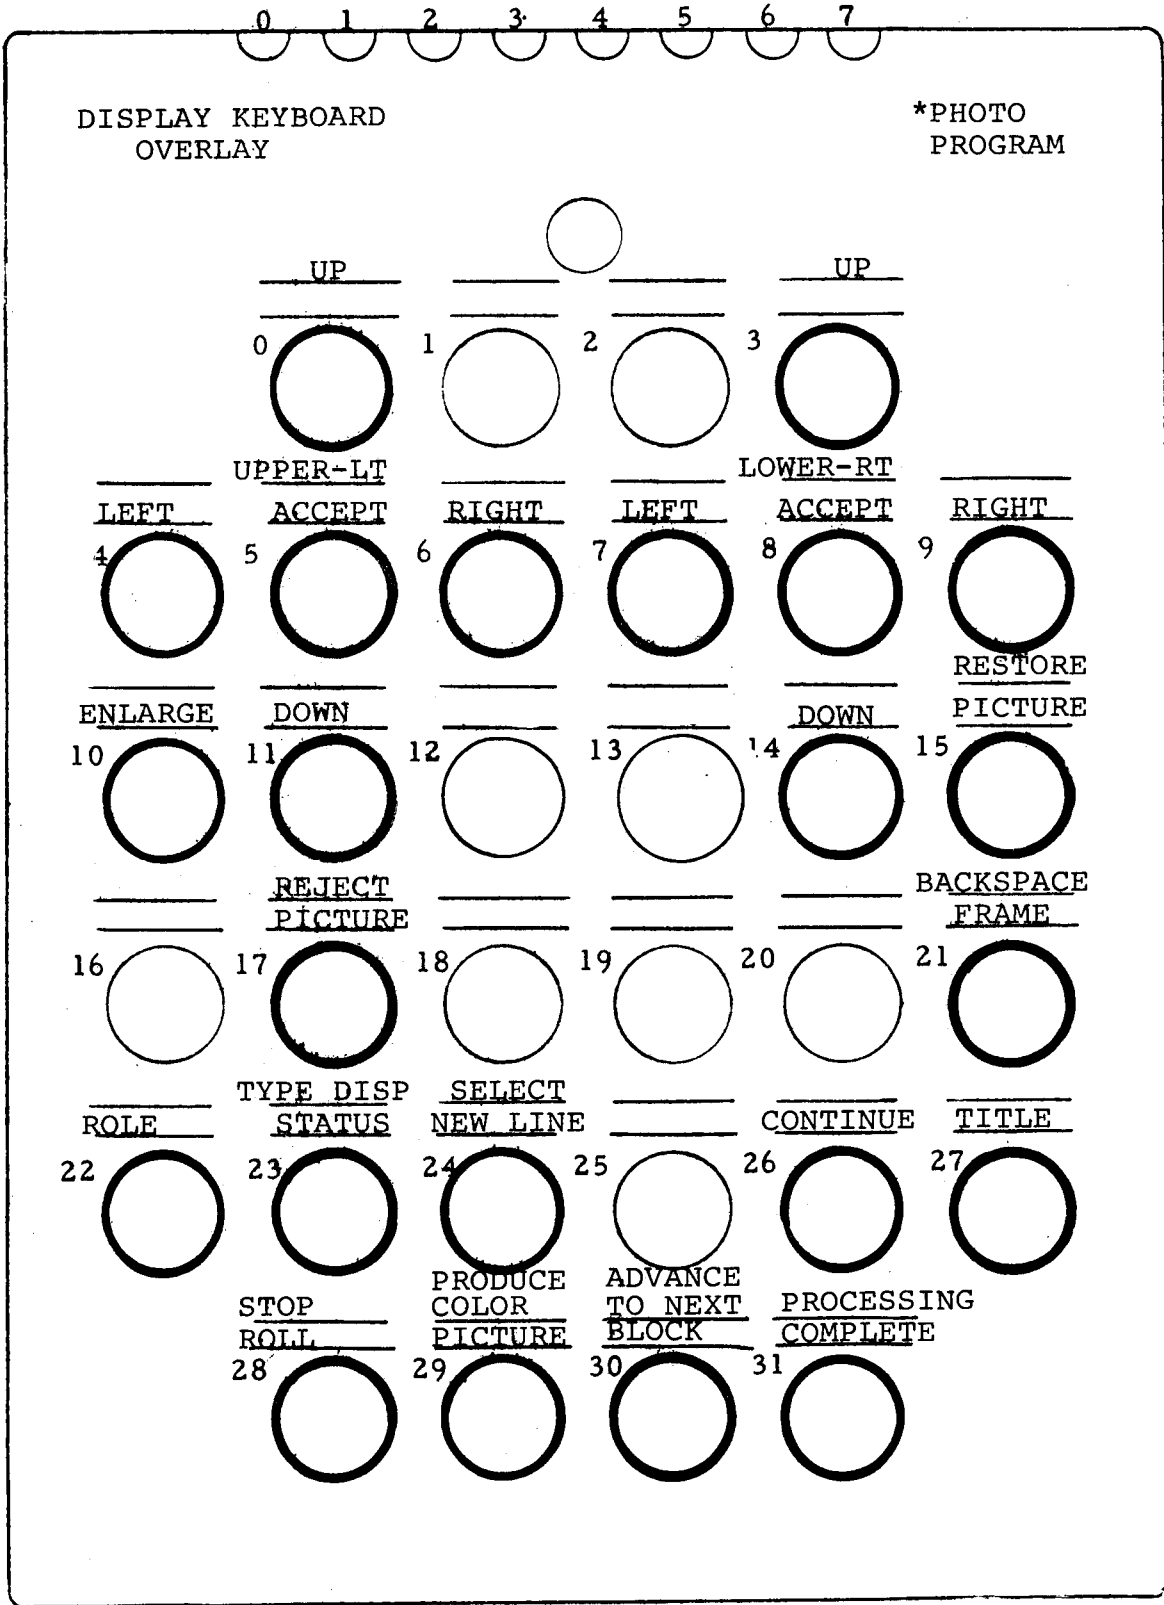 0 1 2 3 4 5 6 7
DISPLAY KEYBOARD
OVERLAY
*PHOTO
PROGRAM
UP UP
0 1 2 3
UPPER-LT LOWER-RT
LEFT ACCEPT RIGHT LEFT ACCEPT RIGHT
4 5 6 7 8 9
RESTORE
ENLARGE DOWN DOWN PICTURE
10 11 12 13 14 15
REJECT BACKSPACE
PICTURE FRAME
16 17 18 19 20 21
TYPE DISP SELECT
ROLE STATUS NEW LINE CONTINUE TITLE
22 23 24 25 26 27
PRODUCE ADVANCE
STOP COLOR TO NEXT PROCESSING
ROLL PICTURE BLOCK COMPLETE
28 29 30 31